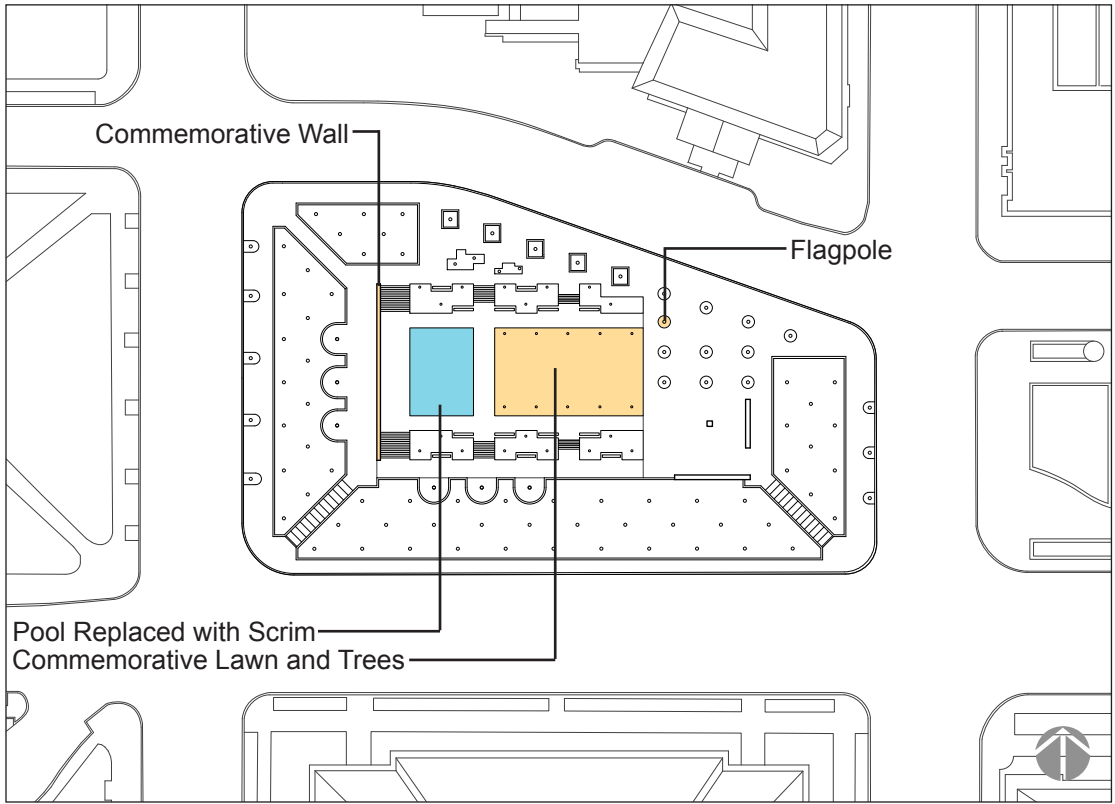 Commemorative Wall
Flagpole
Pool Replaced with Scrim
Commemorative Lawn and Trees